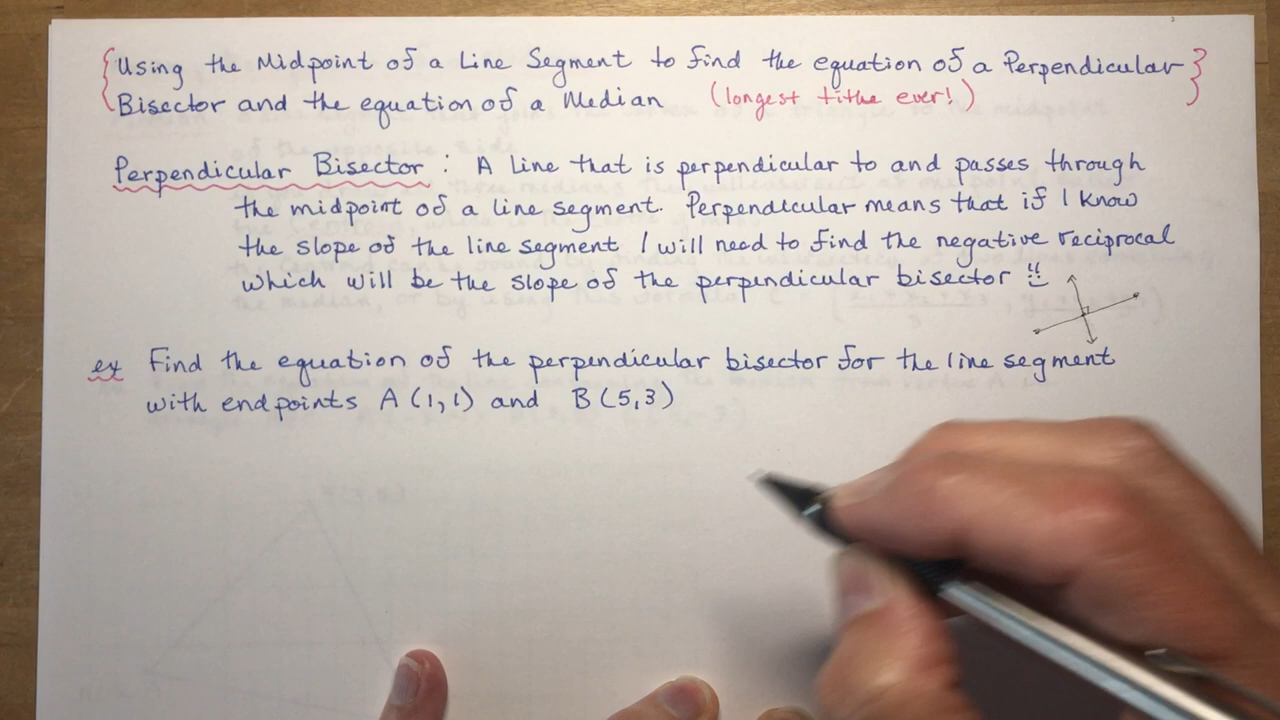 Using the Midpoint of a Line Segment to find the equation of a Perpendicular
Bisector and the equation of a Median (longest tithe ever!)
Perpendicular Bisector: A line that is perpendicular to and passes through
the midpoint of a line segment. Perpendicular means that if I know
the slope of the line segment I will need to find the negative reciprocal
which will be the slope of the perpendicular bisector
ex Find the equation of the perpendicular bisector for the line segment
with endpoints A (1,1) and B (5,3)